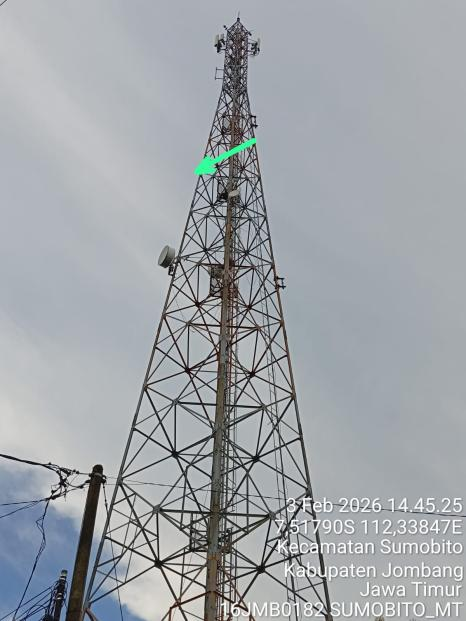 3 Feb 2026 14.45.25
7,51790S 112,33847E
Kecamatan Sumobito
Kabupaten Jombang
Jawa Timur
16JMB0182 SUMOBITO_MT